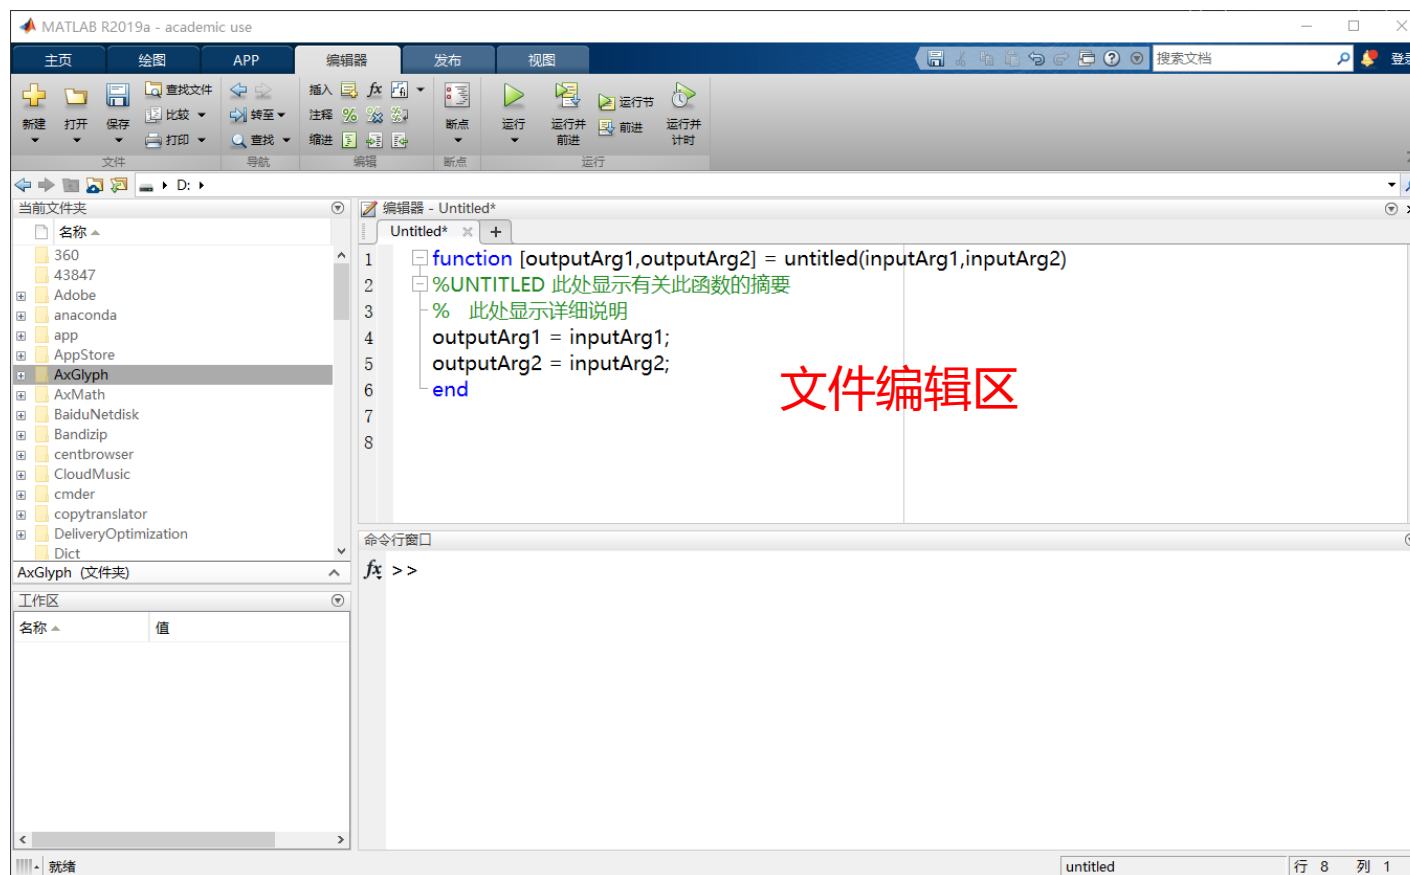 MATLAB R2019a - academic use
主页 绘图 APP 编辑器 发布 视图 搜索文档
新建 打开 保存 查找文件 比较 打印 转至 查找 插入 fx 注释 缩进 断点 运行 运行并前进 运行节 前进 运行并计时
文件 导航 编辑 断点 运行
D:
当前文件夹
名称
360
43847
Adobe
anaconda
app
AppStore
AxGlyph
AxMath
BaiduNetdisk
Bandizip
centbrowser
CloudMusic
cmder
copytranslator
DeliveryOptimization
Dict
AxGlyph (文件夹)
工作区
名称 值
编辑器 - Untitled*
Untitled*
1 function [outputArg1,outputArg2] = untitled(inputArg1,inputArg2)
2 %UNTITLED 此处显示有关此函数的摘要
3 % 此处显示详细说明
4 outputArg1 = inputArg1;
5 outputArg2 = inputArg2;
6 end
7
8
文件编辑区
命令行窗口
fx >>
就绪 untitled 行 8 列 1